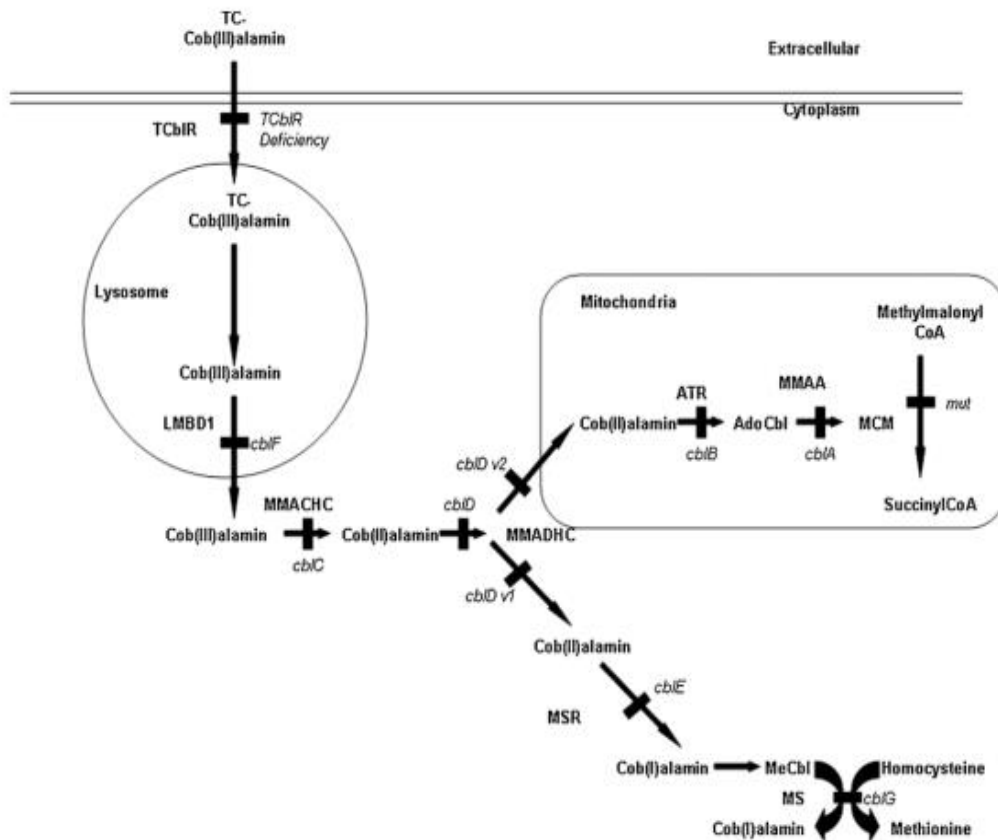 TC-
Cob(III)alamin
Extracellular
Cytoplasm
TCblR
TCblR
Deficiency
TC-
Cob(III)alamin
Lysosome
Cob(III)alamin
LMBD1
cblF
Cob(III)alamin
MMACHC
cblC
Cob(II)alamin
cblD
MMADHC
cblD v2
cblD v1
Mitochondria
Methylmalonyl
CoA
Cob(II)alamin
ATR
cblB
AdoCbl
MMAA
cblA
MCM
mut
SuccinylCoA
Cob(II)alamin
cblE
MSR
Cob(I)alamin
MeCbl
Homocysteine
MS
cblG
Cob(I)alamin
Methionine